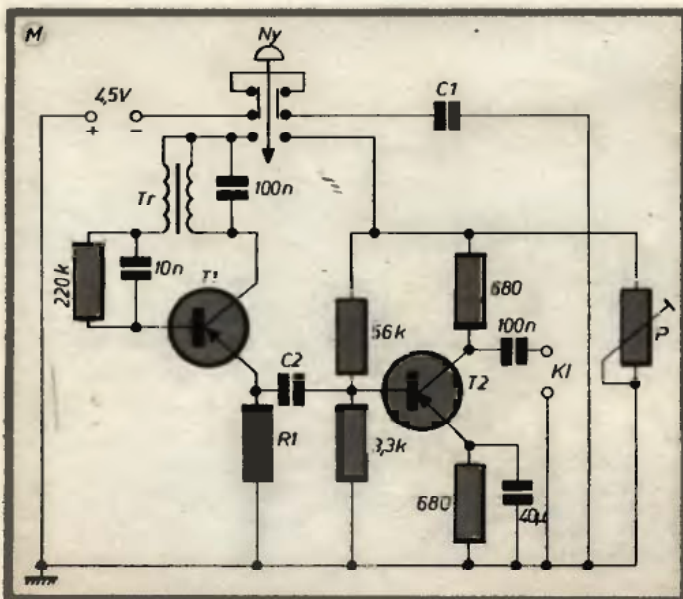 M
Ny
4,5V
C1
+ -
Tr
100n
10n
T1
220k
680
56k
100n
P
C2
T2
Kl
R1
3,3k
680
40µ